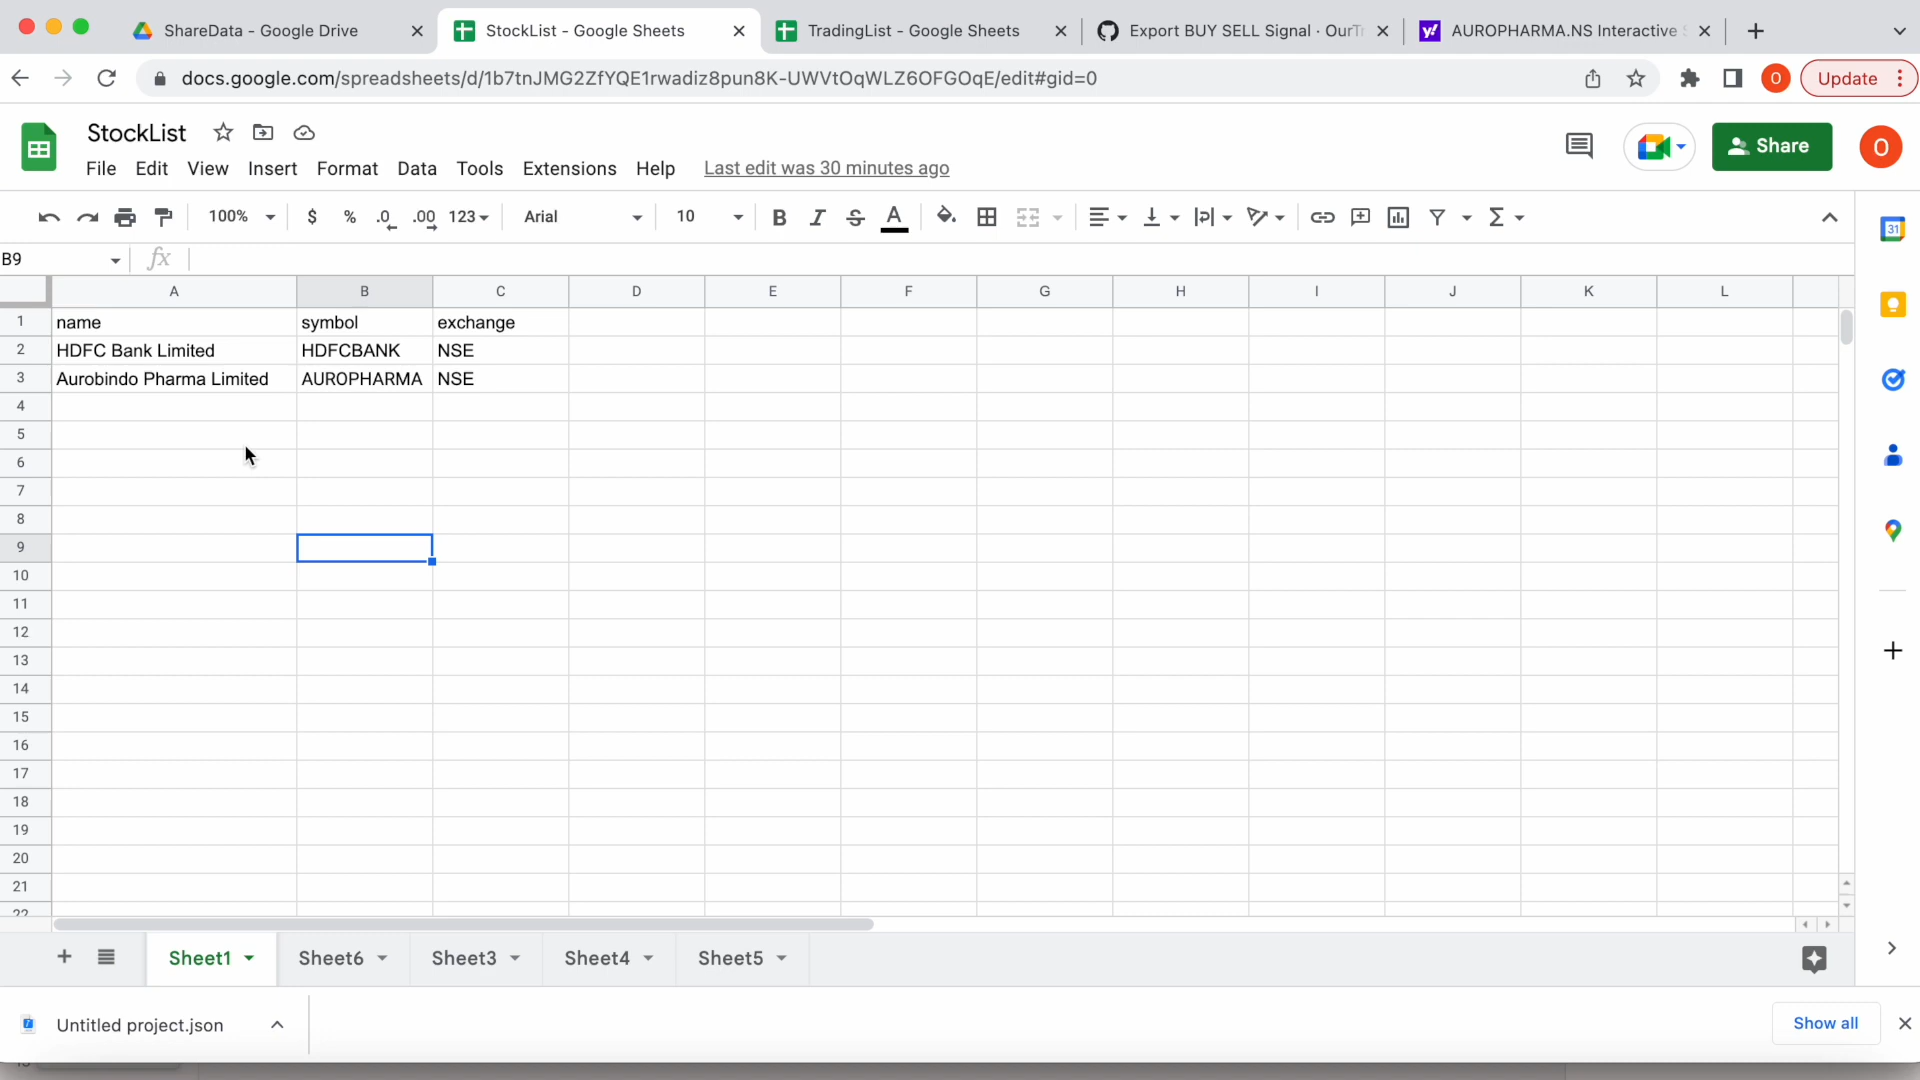 ShareData - Google Drive
StockList - Google Sheets
TradingList - Google Sheets
Export BUY SELL Signal · OurTr
AUROPHARMA.NS Interactive S
docs.google.com/spreadsheets/d/1b7tnJMG2ZfYQE1rwadiz8pun8K-UWVtOqWLZ6OFGOqE/edit#gid=0
O
Update
StockList
Share
O
File Edit View Insert Format Data Tools Extensions Help Last edit was 30 minutes ago
100% $ % .0 .00 123 Arial 10 B I S A
31
B9 fx
A B C D E F G H I J K L
1 name symbol exchange
2 HDFC Bank Limited HDFCBANK NSE
3 Aurobindo Pharma Limited AUROPHARMA NSE
4
5
6
7
8
9
10
11
12
13
14
15
16
17
18
19
20
21
22
Sheet1 Sheet6 Sheet3 Sheet4 Sheet5
Untitled project.json
Show all